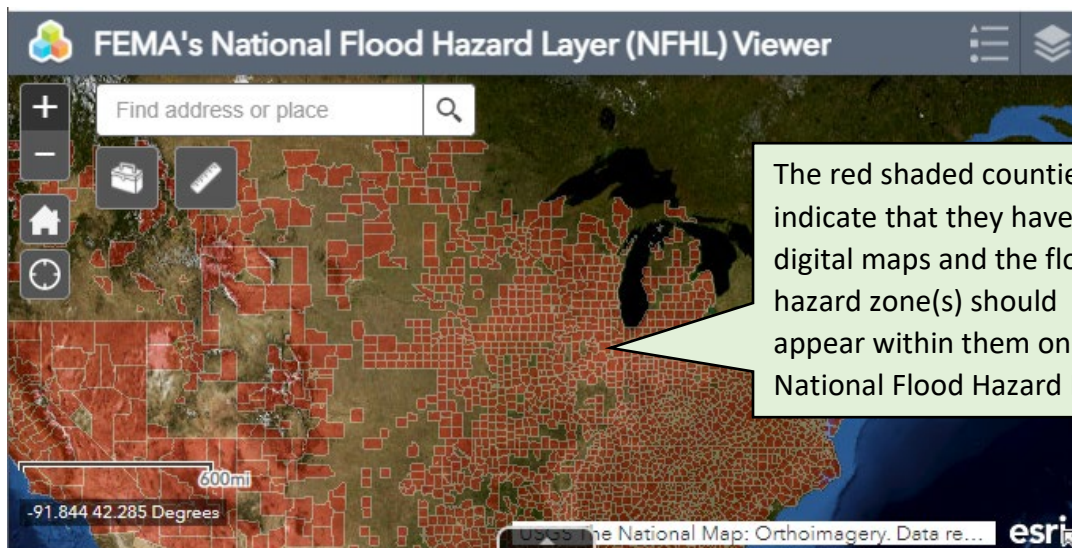 FEMA's National Flood Hazard Layer (NFHL) Viewer
+
Find address or place
−
The red shaded countie
indicate that they have
digital maps and the flo
hazard zone(s) should
appear within them on
National Flood Hazard
600mi
-91.844 42.285 Degrees
USGS The National Map: Orthoimagery. Data re...
esri